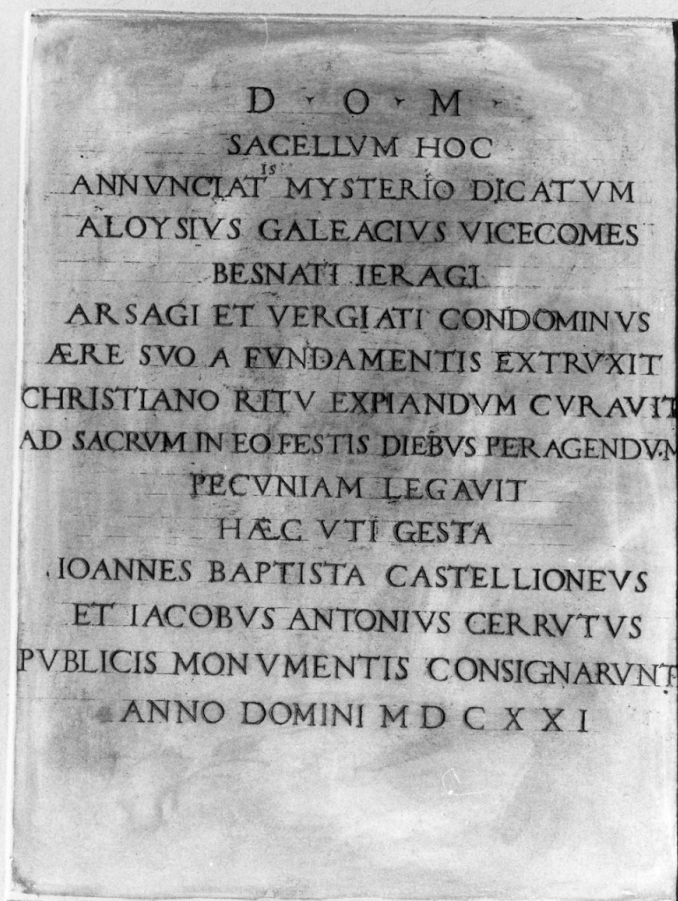 D · O · M ·
SACELLVM HOC
ANNVNCIATIS MYSTERIO DICATVM
ALOYSIVS GALEACIVS VICECOMES
BESNATI IERAGI
ARSAGI ET VERGIATI CONDOMINVS
ÆRE SVO A FVNDAMENTIS EXTRVXIT
CHRISTIANO RITV EXPIANDVM CVRAVIT
AD SACRVM IN EO FESTIS DIEBVS PERAGENDVM
PECVNIAM LEGAVIT
HÆC VTI GESTA
IOANNES BAPTISTA CASTELLIONEVS
ET IACOBVS ANTONIVS CERRVTVS
PVBLICIS MONVMENTIS CONSIGNARVNT
ANNO DOMINI M D C X X I